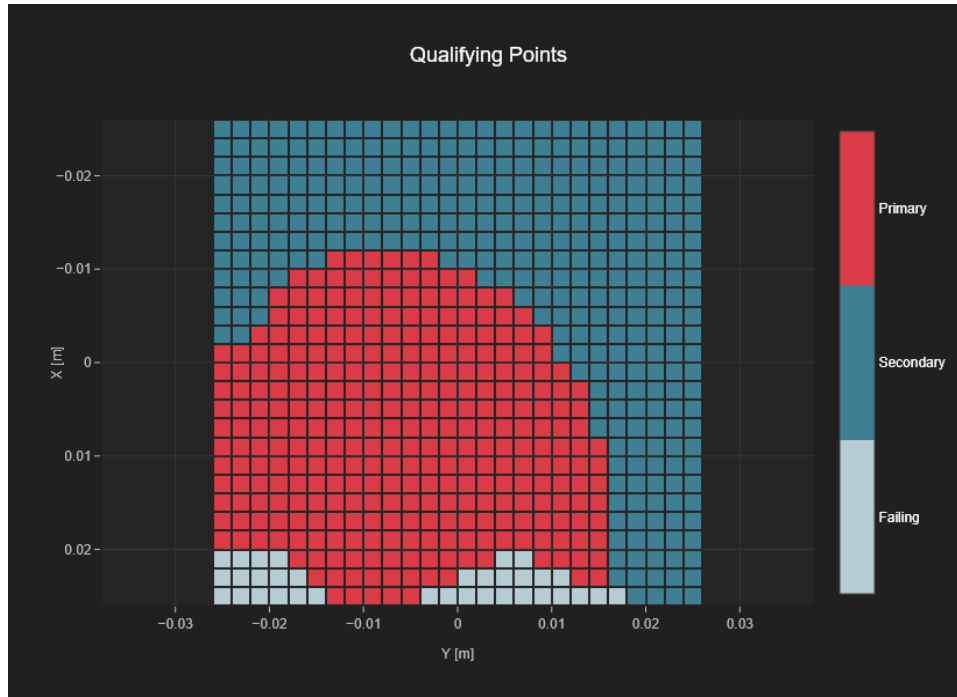 Qualifying Points
−0.02
−0.01
0
0.01
0.02
X [m]
−0.03
−0.02
−0.01
0
0.01
0.02
0.03
Y [m]
Primary
Secondary
Failing